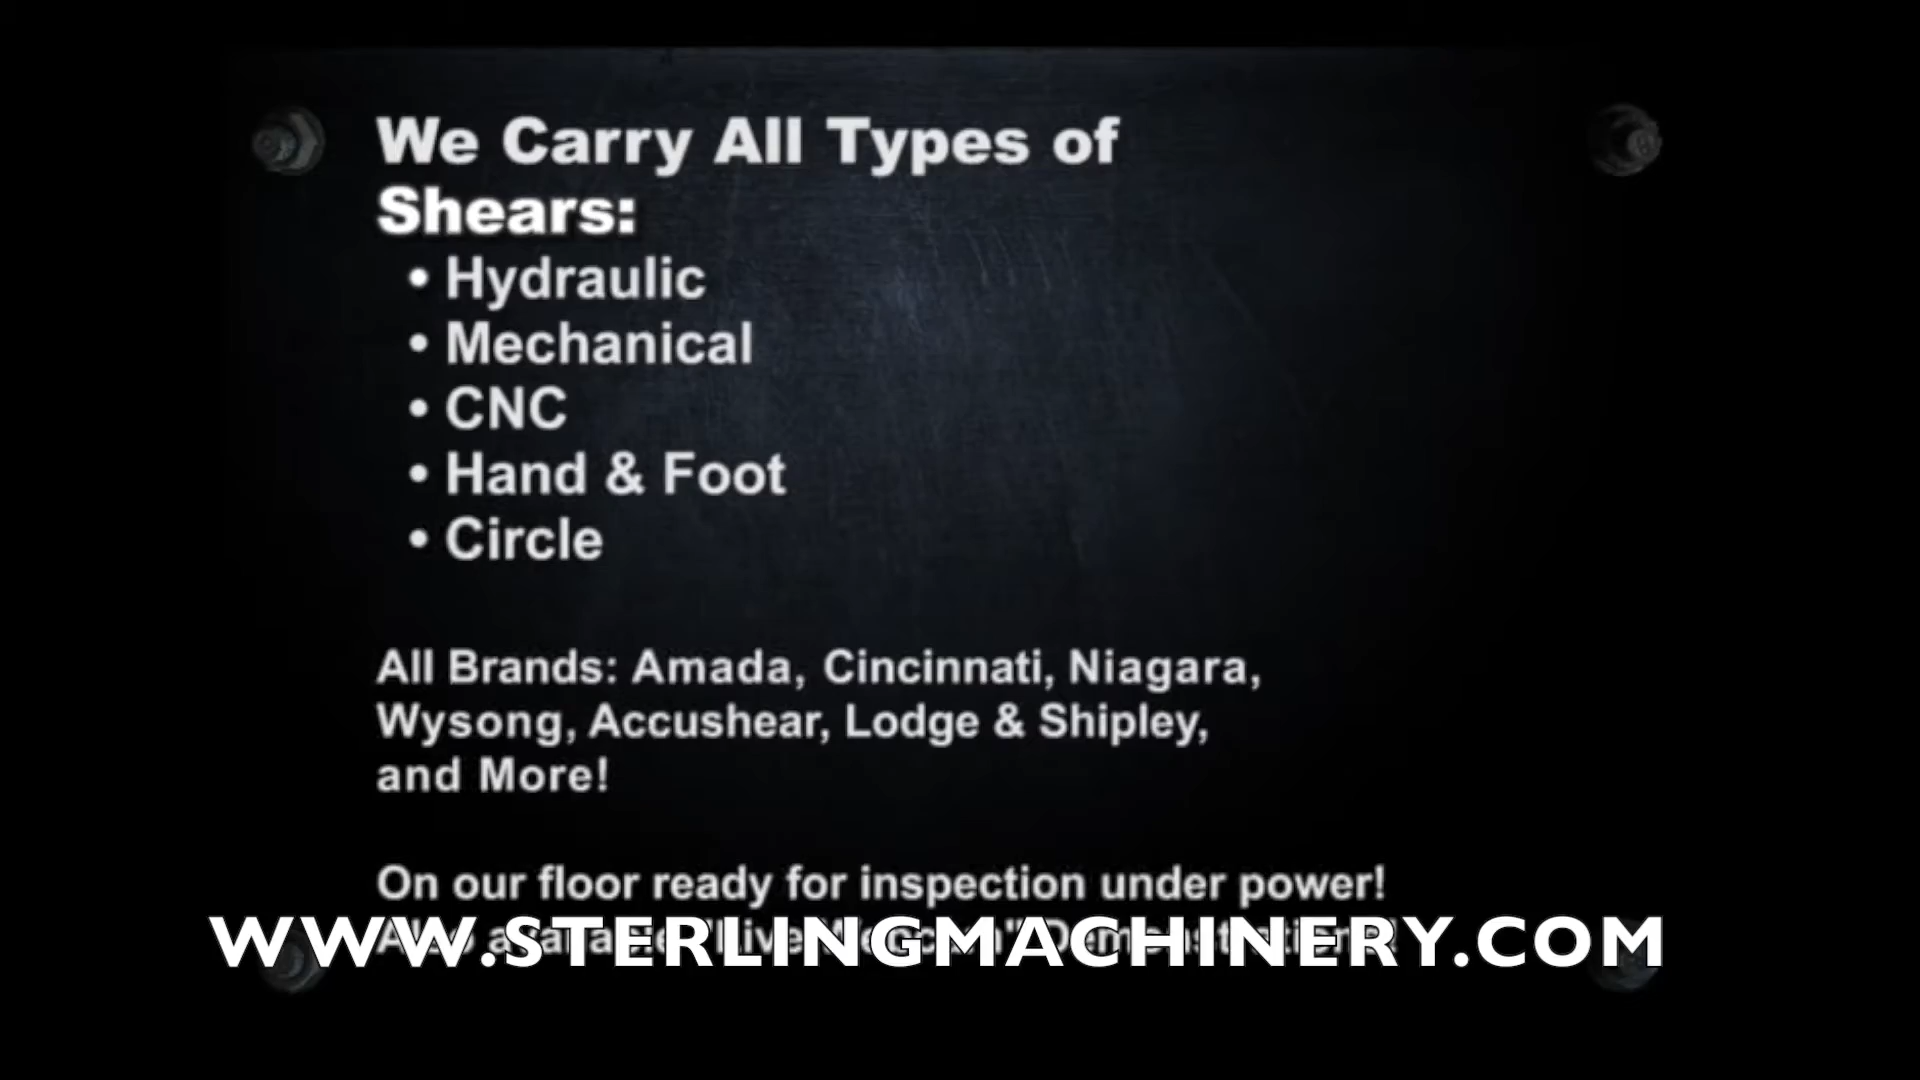 We Carry All Types of
Shears:
• Hydraulic
• Mechanical
• CNC
• Hand & Foot
• Circle
All Brands: Amada, Cincinnati, Niagara,
Wysong, Accushear, Lodge & Shipley,
and More!
On our floor ready for inspection under power!
WWW.STERLINGMACHINERY.COM